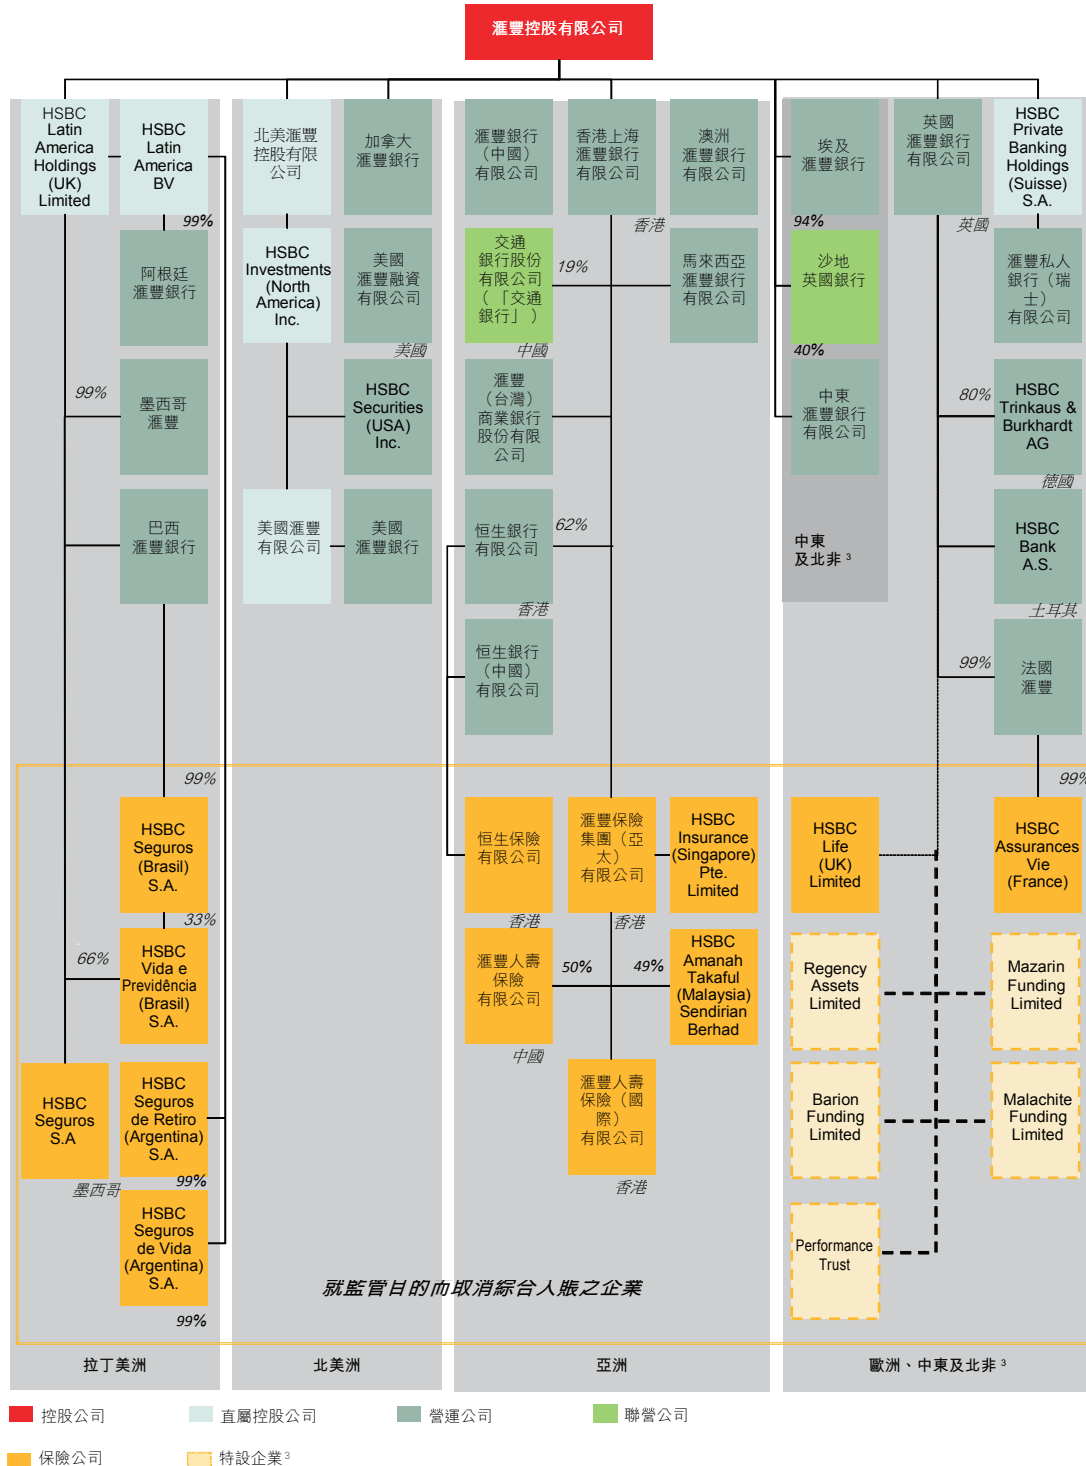 滙豐控股有限公司
HSBC
Latin
America
Holdings
(UK)
Limited
HSBC
Latin
America
BV
99%
阿根廷
滙豐銀行
99%
墨西哥
滙豐
巴西
滙豐銀行
99%
HSBC
Seguros
(Brasil)
S.A.
33%
66%
HSBC
Vida e
Previdência
(Brasil)
S.A.
HSBC
Seguros
S.A
墨西哥
HSBC
Seguros
de Retiro
(Argentina)
S.A.
99%
HSBC
Seguros
de Vida
(Argentina)
S.A.
99%
拉丁美洲
北美滙豐
控股有限
公司
加拿大
滙豐銀行
HSBC
Investments
(North
America)
Inc.
美國
滙豐融資
有限公司
美國
HSBC
Securities
(USA)
Inc.
美國滙豐
有限公司
美國
滙豐銀行
北美洲
滙豐銀行
（中國）
有限公司
香港上海
滙豐銀行
有限公司
香港
澳洲
滙豐銀行
有限公司
交通
銀行股份
有限公司
（「交通
銀行」）
19%
中國
馬來西亞
滙豐銀行
有限公司
滙豐
（台灣）
商業銀行
股份有限
公司
恒生銀行
有限公司
62%
香港
恒生銀行
（中國）
有限公司
恒生保險
有限公司
香港
滙豐保險
集團（亞
太）
有限公司
香港
HSBC
Insurance
(Singapore)
Pte.
Limited
滙豐人壽
保險
有限公司
中國
50%
49%
HSBC
Amanah
Takaful
(Malaysia)
Sendirian
Berhad
滙豐人壽
保險（國
際）
有限公司
香港
就監管目的而取消綜合入賬之企業
亞洲
埃及
滙豐銀行
94%
沙地
英國銀行
40%
中東
滙豐銀行
有限公司
中東
及北非 3
英國
滙豐銀行
有限公司
英國
HSBC
Private
Banking
Holdings
(Suisse)
S.A.
滙豐私人
銀行（瑞
士）
有限公司
80%
HSBC
Trinkaus &
Burkhardt
AG
德國
HSBC
Bank
A.S.
土耳其
99%
法國
滙豐
99%
HSBC
Life
(UK)
Limited
HSBC
Assurances
Vie
(France)
Regency
Assets
Limited
Mazarin
Funding
Limited
Barion
Funding
Limited
Malachite
Funding
Limited
Performance
Trust
歐洲、中東及北非 3
控股公司
直屬控股公司
營運公司
聯營公司
保險公司
特設企業 3